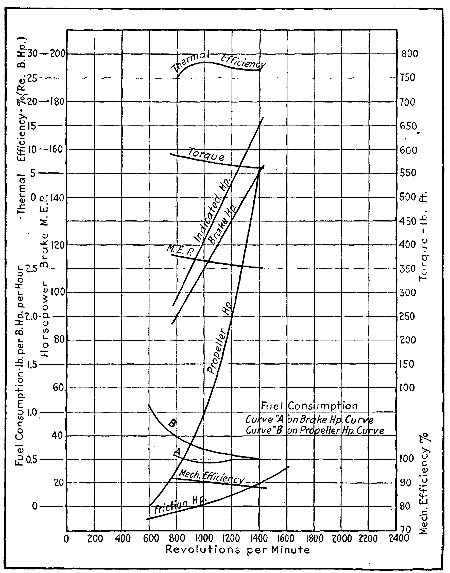 Thermal Efficiency-%(Re. B.Hp.)
Fuel Consumption-lb. per B.Hp. per Hour
Horsepower Brake M.E.P.
30 -200
25
20 -180
15
10 -160
5
0 140
120
2.5
100
2.0
80
1.5
60
1.0
40
0.5
20
0
800
750
700
650
600
550
500
450
400
350
300
250
200
150
100
100
90
80
70
Torque - lb. ft.
Mech. Efficiency %
Thermal Efficiency
Torque
Indicated Hp.
Brake Hp.
M.E.P.
Propeller Hp.
Fuel Consumption
Curve "A" on Brake Hp. Curve
Curve "B" on Propeller Hp. Curve
B
A
Mech. Efficiency
Friction Hp.
0 200 400 600 800 1000 1200 1400 1600 1800 2000 2200 2400
Revolutions per Minute